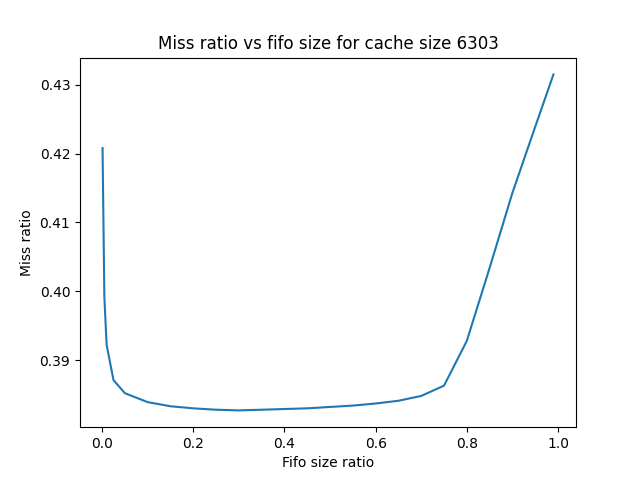 Miss ratio vs fifo size for cache size 6303
0.43
0.42
0.41
0.40
0.39
Miss ratio
0.0 0.2 0.4 0.6 0.8 1.0
Fifo size ratio